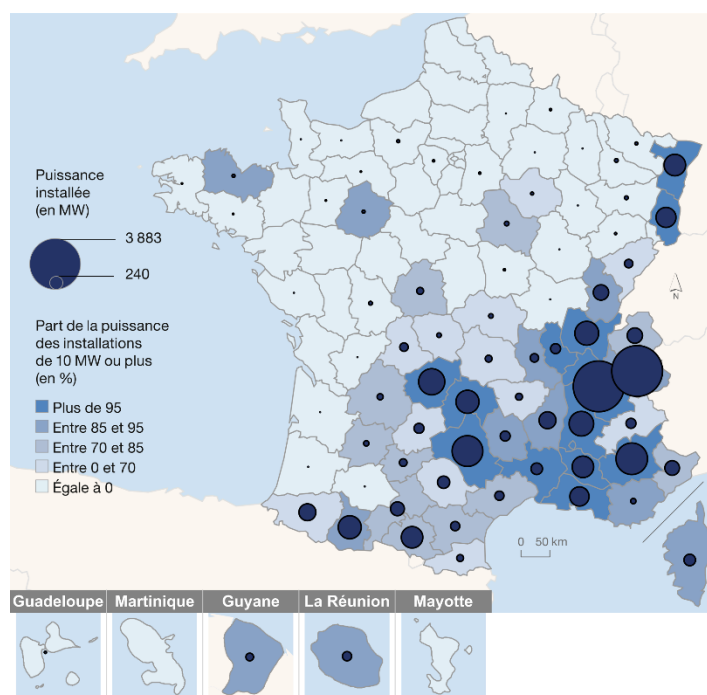 Puissance
installée
(en MW)
3 883
240
Part de la puissance
des installations
de 10 MW ou plus
(en %)
Plus de 95
Entre 85 et 95
Entre 70 et 85
Entre 0 et 70
Égale à 0
N
0 50 km
Guadeloupe Martinique Guyane La Réunion Mayotte